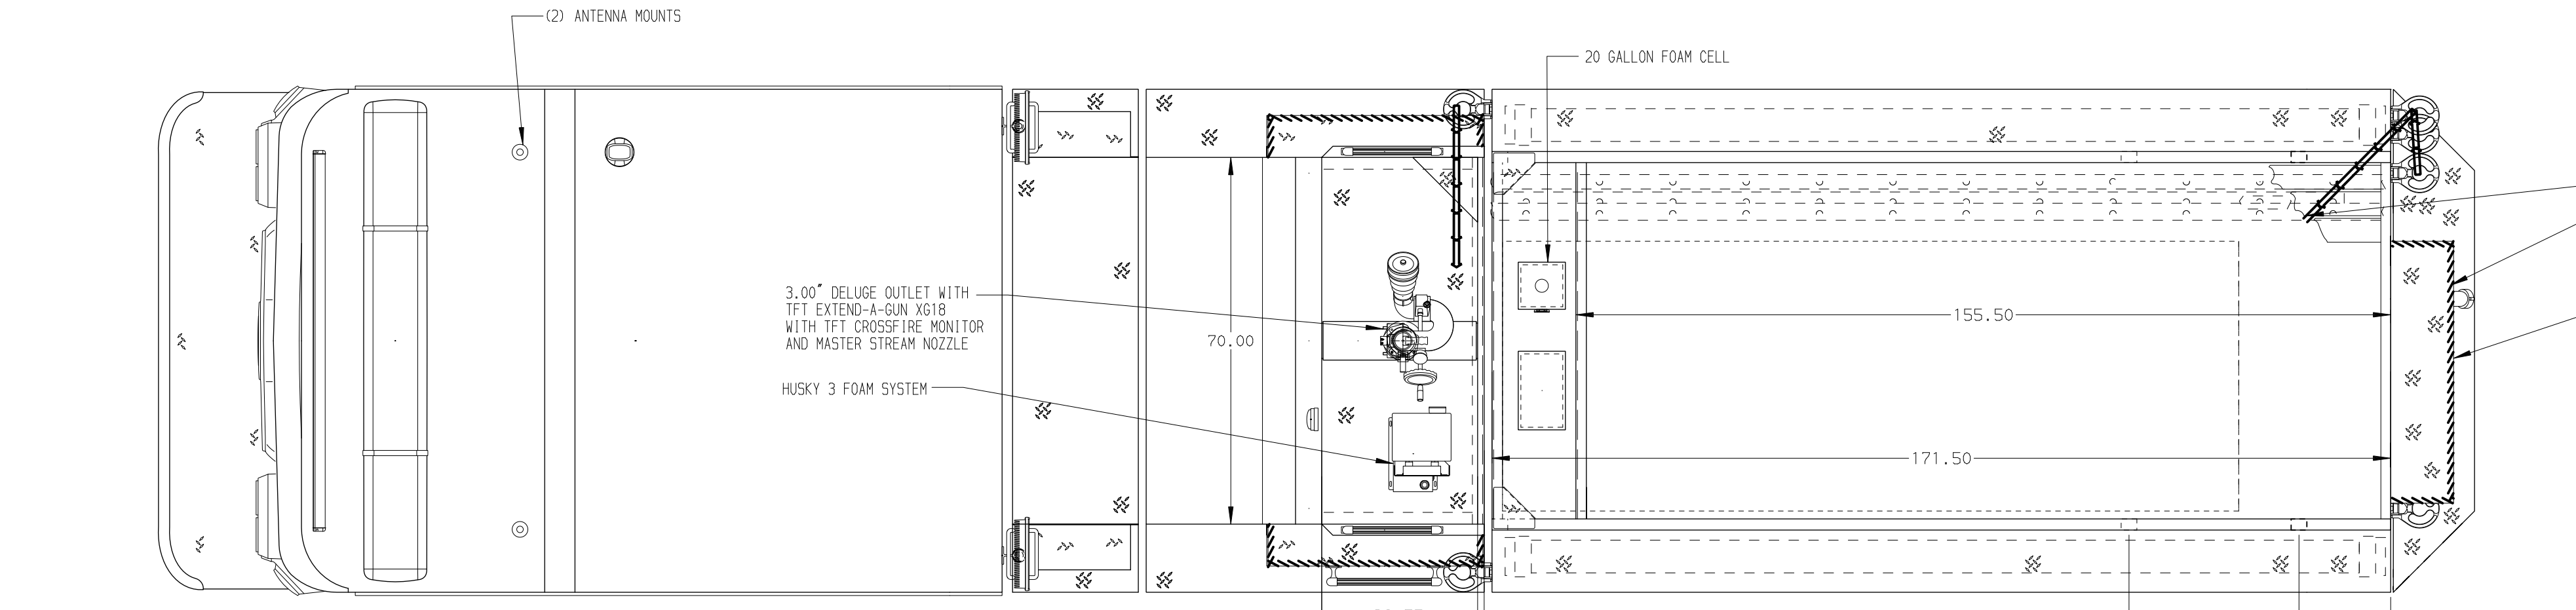 (2) ANTENNA MOUNTS
20 GALLON FOAM CELL
3.00" DELUGE OUTLET WITH
TFT EXTEND-A-GUN XG18
WITH TFT CROSSFIRE MONITOR
AND MASTER STREAM NOZZLE
70.00
155.50
HUSKY 3 FOAM SYSTEM
171.50